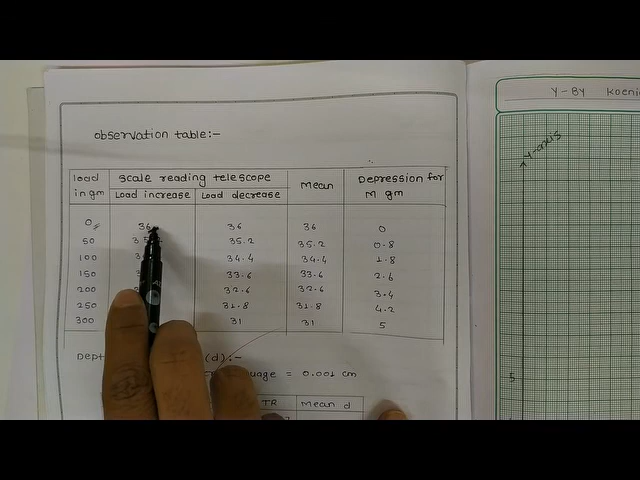 Y-BY Koeni
Y-axis
observation table:-
load in gm | scale reading telescope | Mean | Depression for M gm
Load increase | Load decrease
0 | 36 | 36 | 36 | 0
50 | 35.2 | 35.2 | 0.8
100 | 34.4 | 34.4 | 1.8
150 | 33.6 | 33.6 | 2.6
200 | 32.6 | 32.6 | 3.4
250 | 31.8 | 31.8 | 4.2
300 | 31 | 31 | 5
(d):-
= 0.001 cm
TR | Mean d
5